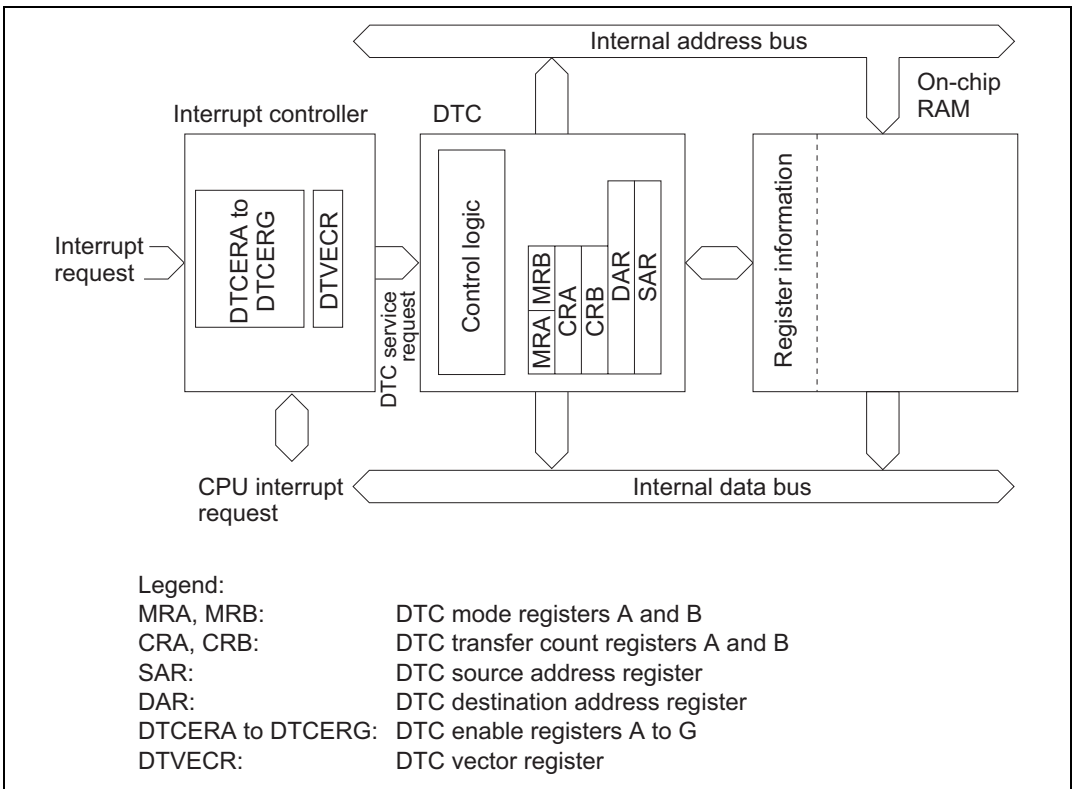 Internal address bus
On-chip
RAM
Interrupt controller
DTC
Interrupt
request
DTCERA to
DTCERG
DTVECR
DTC service
request
Control logic
MRA
MRB
CRA
CRB
DAR
SAR
Register information
CPU interrupt
request
Internal data bus
Legend:
MRA, MRB: DTC mode registers A and B
CRA, CRB: DTC transfer count registers A and B
SAR: DTC source address register
DAR: DTC destination address register
DTCERA to DTCERG: DTC enable registers A to G
DTVECR: DTC vector register